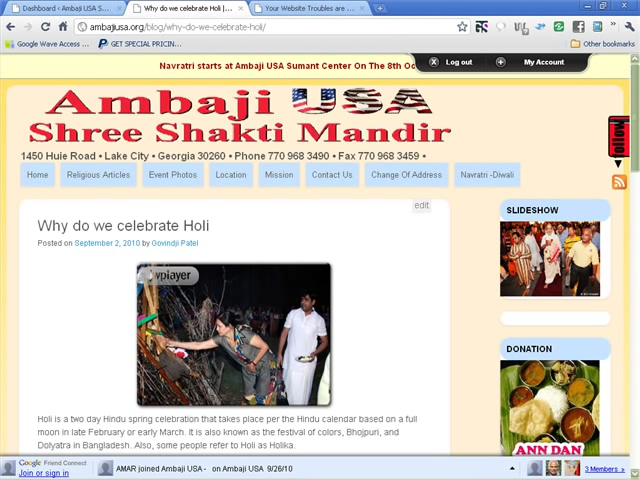 Dashboard ‹ Ambaji USA S...
Why do we celebrate Holi |...
Your Website Troubles are ...
ambajiusa.org/blog/why-do-we-celebrate-holi/
Google Wave Access ...
GET SPECIAL PRICIN...
Other bookmarks
Navratri starts at Ambaji USA Sumant Center On The 8th Oc
Log out
My Account
Ambaji USA
Shree Shakti Mandir
1450 Huie Road • Lake City • Georgia 30260 • Phone 770 968 3490 • Fax 770 968 3459 •
follow
Home
Religious Articles
Event Photos
Location
Mission
Contact Us
Change Of Address
Navratri -Diwali
edit
Why do we celebrate Holi
Posted on September 2, 2010 by Govindji Patel
wplayer
Holi is a two day Hindu spring celebration that takes place per the Hindu calendar based on a full
moon in late February or early March. It is also known as the festival of colors, Bhojpuri, and
Dolyatra in Bangladesh. Also, some people refer to Holi as Holika.
SLIDESHOW
DONATION
ANN DAN
Google Friend Connect
Join or sign in
AMAR joined Ambaji USA - on Ambaji USA 9/26/10
3 Members »